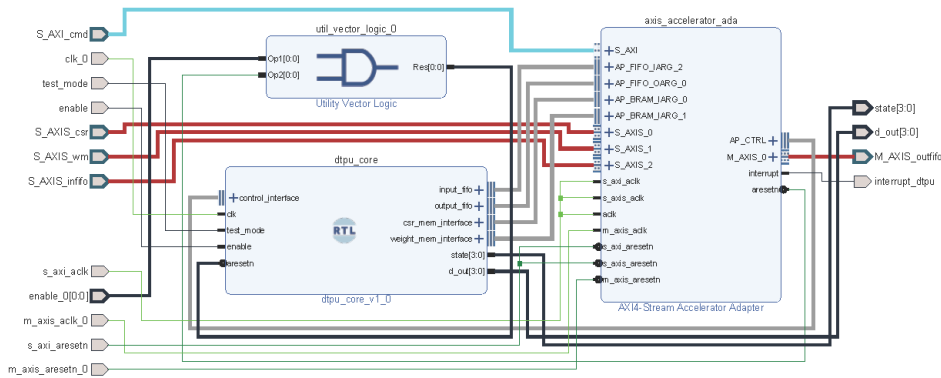 S_AXI_cmd
clk_0
test_mode
enable
S_AXIS_csr
S_AXIS_wm
S_AXIS_infifo
s_axi_aclk
enable_0[0:0]
m_axis_aclk_0
s_axi_aresetn
m_axis_aresetn_0
util_vector_logic_0
Op1[0:0]
Op2[0:0]
Res[0:0]
Utility Vector Logic
dtpu_core
control_interface
clk
test_mode
enable
aresetn
RTL
input_fifo
output_fifo
csr_mem_interface
weight_mem_interface
state[3:0]
d_out[3:0]
dtpu_core_v1_0
axis_accelerator_ada
S_AXI
AP_FIFO_IARG_2
AP_FIFO_OARG_0
AP_BRAM_IARG_0
AP_BRAM_IARG_1
S_AXIS_0
S_AXIS_1
S_AXIS_2
s_axi_aclk
s_axis_aclk
aclk
m_axis_aclk
s_axi_aresetn
s_axis_aresetn
m_axis_aresetn
AP_CTRL
M_AXIS_0
interrupt
aresetn
AXI4-Stream Accelerator Adapter
state[3:0]
d_out[3:0]
M_AXIS_outfifo
interrupt_dtpu